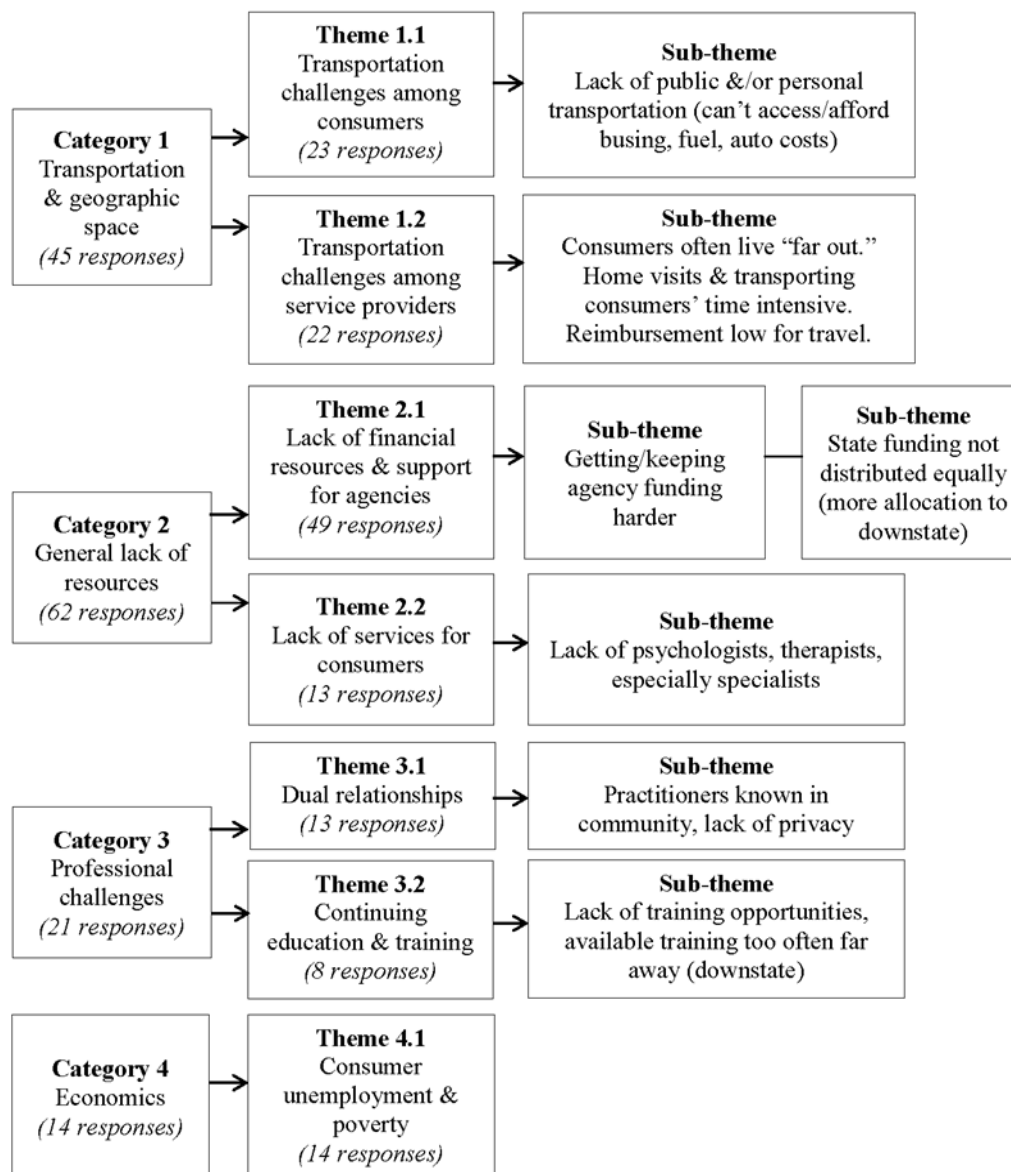 Category 1
Transportation
& geographic
space
(45 responses)
Theme 1.1
Transportation
challenges among
consumers
(23 responses)
Sub-theme
Lack of public &/or personal
transportation (can’t access/afford
busing, fuel, auto costs)
Theme 1.2
Transportation
challenges among
service providers
(22 responses)
Sub-theme
Consumers often live “far out.”
Home visits & transporting
consumers’ time intensive.
Reimbursement low for travel.
Category 2
General lack of
resources
(62 responses)
Theme 2.1
Lack of financial
resources & support
for agencies
(49 responses)
Sub-theme
Getting/keeping
agency funding
harder
Sub-theme
State funding not
distributed equally
(more allocation to
downstate)
Theme 2.2
Lack of services for
consumers
(13 responses)
Sub-theme
Lack of psychologists, therapists,
especially specialists
Category 3
Professional
challenges
(21 responses)
Theme 3.1
Dual relationships
(13 responses)
Sub-theme
Practitioners known in
community, lack of privacy
Theme 3.2
Continuing
education & training
(8 responses)
Sub-theme
Lack of training opportunities,
available training too often far
away (downstate)
Category 4
Economics
(14 responses)
Theme 4.1
Consumer
unemployment &
poverty
(14 responses)